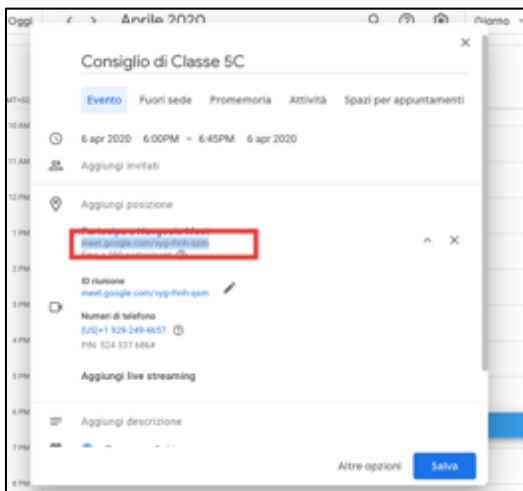 Oggi
Aprile 2020
Giorno
Consiglio di Classe 5C
Evento Fuori sede Promemoria Attività Spazi per appuntamenti
6 apr 2020 6:00PM – 6:45PM 6 apr 2020
10 AM
Aggiungi invitati
11 AM
12 PM
Aggiungi posizione
1 PM
meet.google.com/vyg-rhnh-qsm
2 PM
ID riunione
meet.google.com/vyg-rhnh-qsm
3 PM
Numeri di telefono
(US)+1 929-249-4657
4 PM
PIN: 524 337 686#
5 PM
Aggiungi live streaming
6 PM
Aggiungi descrizione
7 PM
Altre opzioni Salva
8 PM